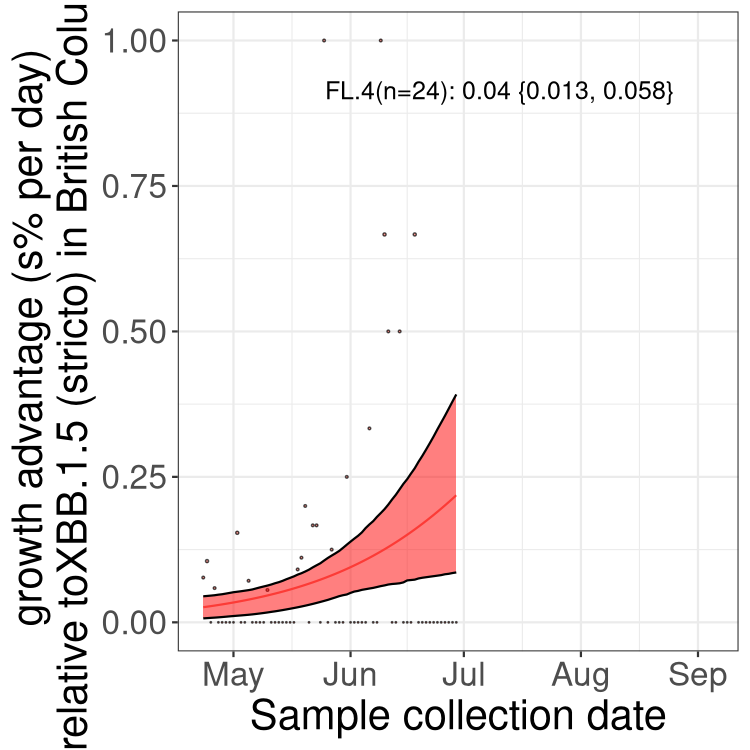 growth advantage (s% per day)
relative toXBB.1.5 (stricto) in British Colu
1.00
0.75
0.50
0.25
0.00
FL.4(n=24): 0.04 {0.013, 0.058}
May Jun Jul Aug Sep
Sample collection date